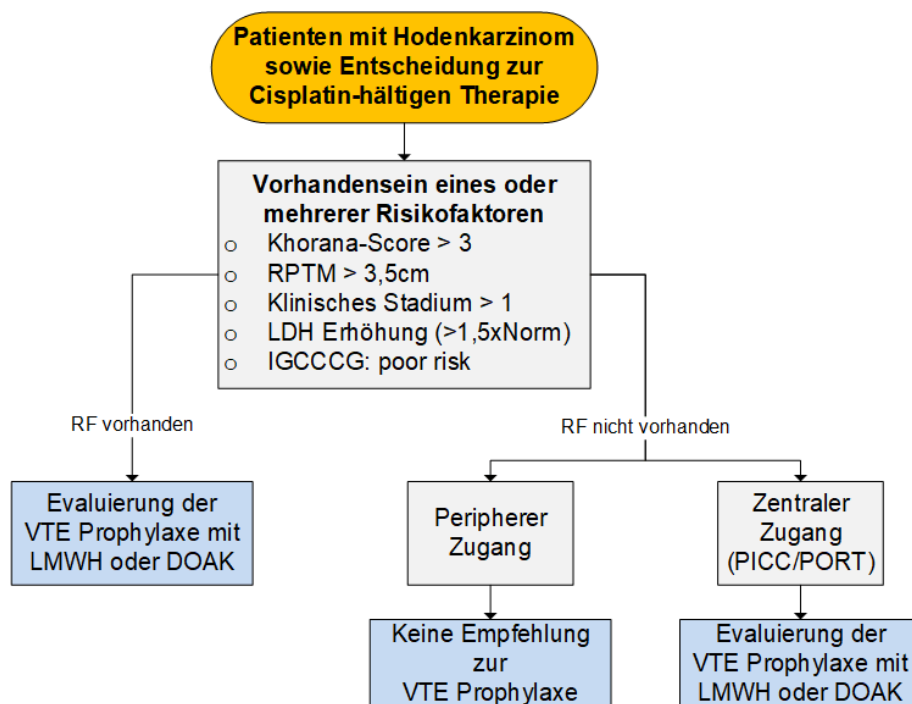 Patienten mit Hodenkarzinom
sowie Entscheidung zur
Cisplatin-hältigen Therapie
Vorhandensein eines oder
mehrerer Risikofaktoren
o Khorana-Score > 3
o RPTM > 3,5cm
o Klinisches Stadium > 1
o LDH Erhöhung (>1,5xNorm)
o IGCCCG: poor risk
RF vorhanden
RF nicht vorhanden
Evaluierung der
VTE Prophylaxe mit
LMWH oder DOAK
Peripherer
Zugang
Zentraler
Zugang
(PICC/PORT)
Keine Empfehlung
zur
VTE Prophylaxe
Evaluierung der
VTE Prophylaxe mit
LMWH oder DOAK